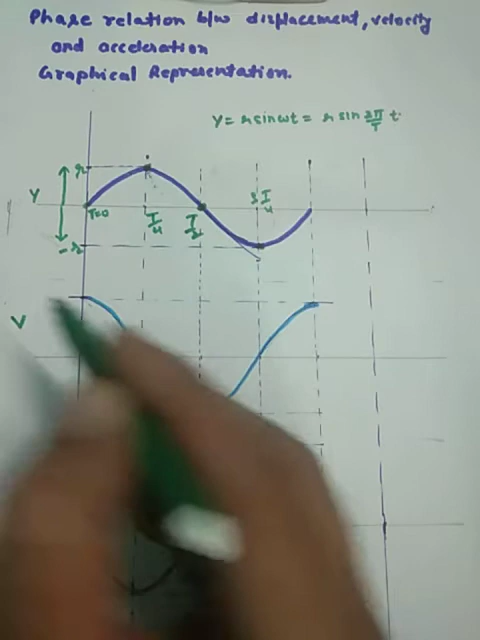 Phase relation b/w displacement, velocity
and acceleration
Graphical Representation.
Y = r sin ωt = r sin 2π/T t
r
Y
T=0 T/4 T/2 3T/4
-r
V